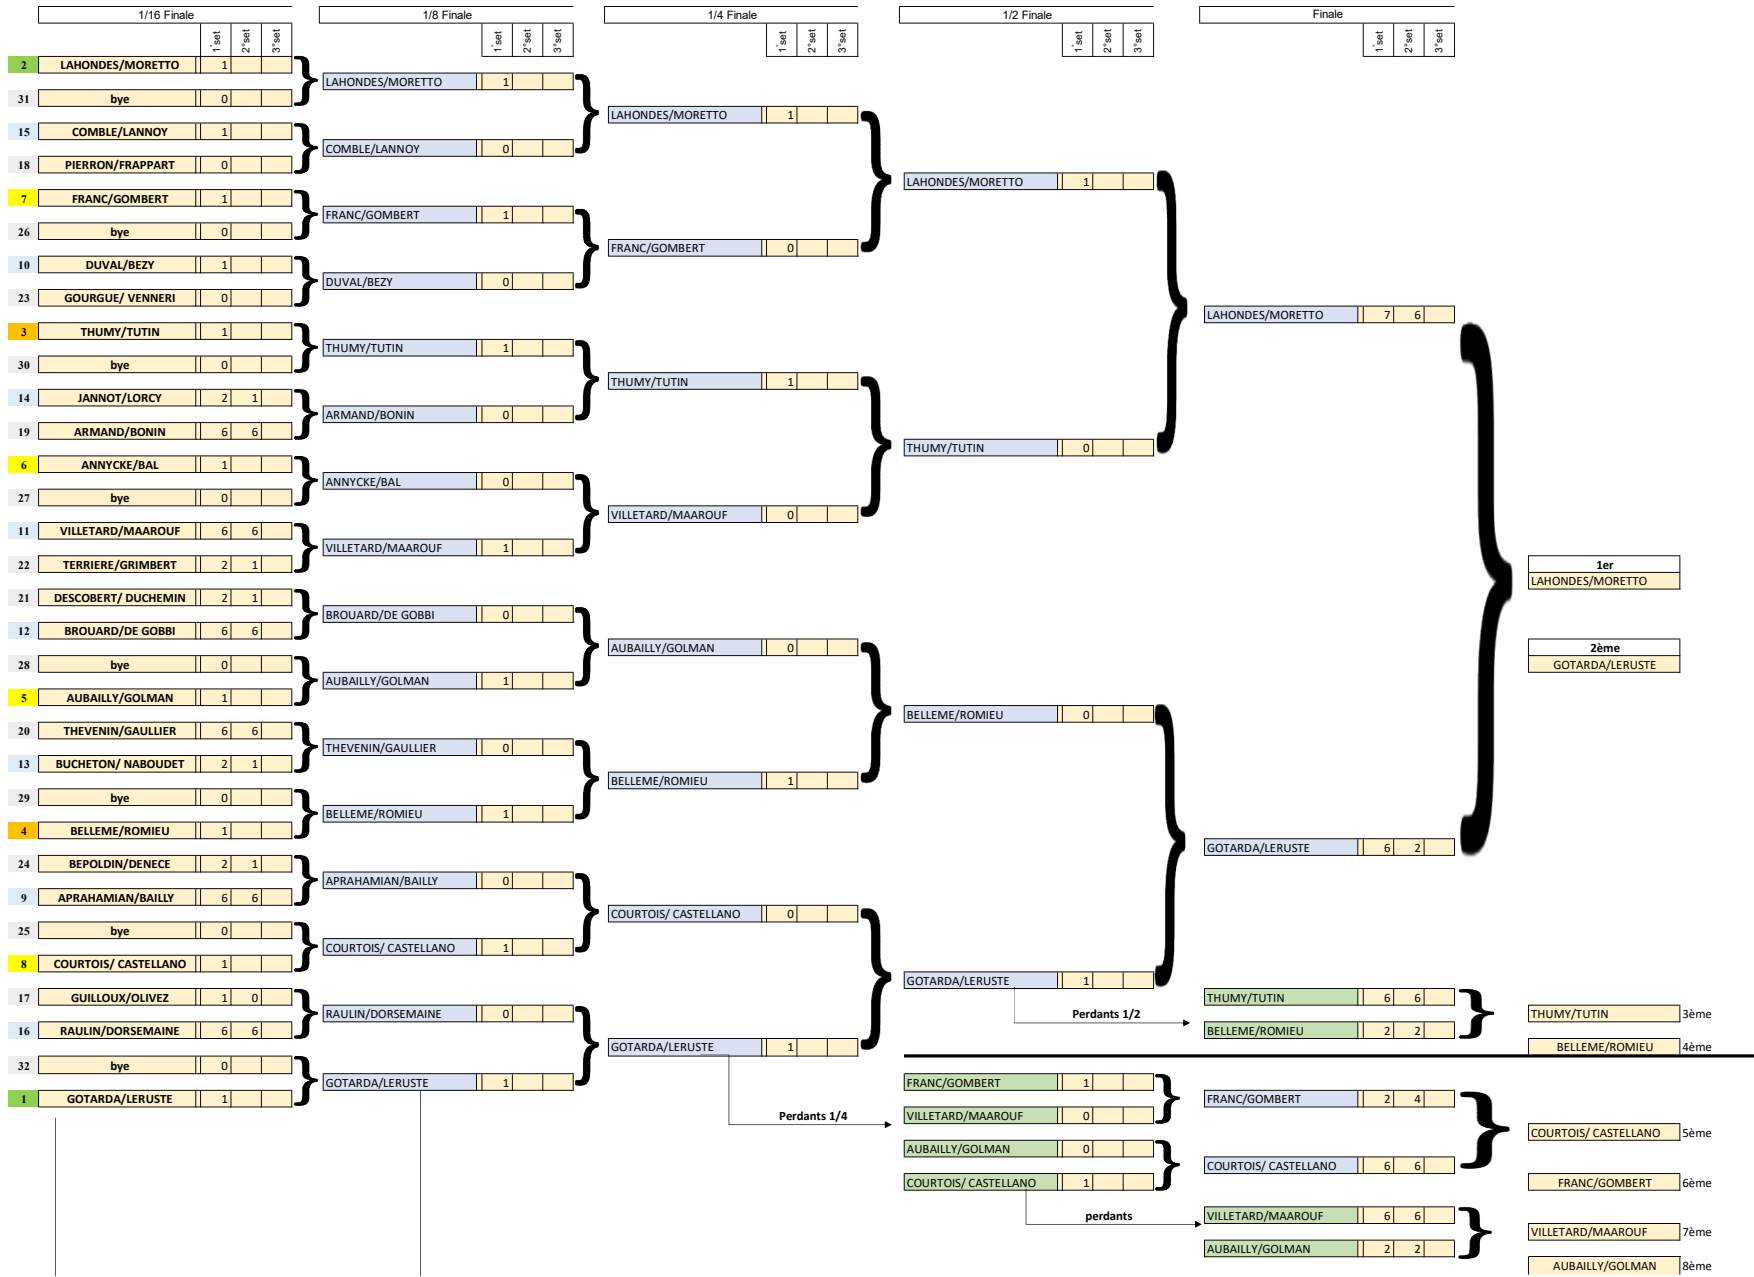 1/16 Finale 1/8 Finale 1/4 Finale 1/2 Finale Finale
1°set 2°set 3°set 1°set 2°set 3°set 1°set 2°set 3°set 1°set 2°set 3°set 1°set 2°set 3°set
2 LAHONDES/MORETTO 1
LAHONDES/MORETTO 1
31 bye 0
LAHONDES/MORETTO 1
15 COMBLE/LANNOY 1
COMBLE/LANNOY 0
18 PIERRON/FRAPPART 0
LAHONDES/MORETTO 1
7 FRANC/GOMBERT 1
FRANC/GOMBERT 1
26 bye 0
FRANC/GOMBERT 0
10 DUVAL/BEZY 1
DUVAL/BEZY 0
23 GOURGUE/ VENNERI 0
LAHONDES/MORETTO 7 6
3 THUMY/TUTIN 1
THUMY/TUTIN 1
30 bye 0
THUMY/TUTIN 1
14 JANNOT/LORCY 2 1
ARMAND/BONIN 0
19 ARMAND/BONIN 6 6
THUMY/TUTIN 0
6 ANNYCKE/BAL 1
ANNYCKE/BAL 0
27 bye 0
VILLETARD/MAAROUF 0
11 VILLETARD/MAAROUF 6 6
VILLETARD/MAAROUF 1
22 TERRIERE/GRIMBERT 2 1
1er
LAHONDES/MORETTO
21 DESCOBERT/ DUCHEMIN 2 1
BROUARD/DE GOBBI 0
12 BROUARD/DE GOBBI 6 6
AUBAILLY/GOLMAN 0
2ème
28 bye 0
GOTARDA/LERUSTE
AUBAILLY/GOLMAN 1
5 AUBAILLY/GOLMAN 1
BELLEME/ROMIEU 0
20 THEVENIN/GAULLIER 6 6
THEVENIN/GAULLIER 0
13 BUCHETON/ NABOUDET 2 1
BELLEME/ROMIEU 1
29 bye 0
BELLEME/ROMIEU 1
4 BELLEME/ROMIEU 1
GOTARDA/LERUSTE 6 2
24 BEPOLDIN/DENECE 2 1
APRAHAMIAN/BAILLY 0
9 APRAHAMIAN/BAILLY 6 6
COURTOIS/ CASTELLANO 0
25 bye 0
COURTOIS/ CASTELLANO 1
8 COURTOIS/ CASTELLANO 1
GOTARDA/LERUSTE 1
17 GUILLOUX/OLIVEZ 1 0
THUMY/TUTIN 6 6
RAULIN/DORSEMAINE 0
Perdants 1/2
THUMY/TUTIN 3ème
16 RAULIN/DORSEMAINE 6 6
BELLEME/ROMIEU 2 2
GOTARDA/LERUSTE 1
BELLEME/ROMIEU 4ème
32 bye 0
GOTARDA/LERUSTE 1
FRANC/GOMBERT 1
1 GOTARDA/LERUSTE 1
FRANC/GOMBERT 2 4
Perdants 1/4
VILLETARD/MAAROUF 0
COURTOIS/ CASTELLANO 5ème
AUBAILLY/GOLMAN 0
COURTOIS/ CASTELLANO 6 6
COURTOIS/ CASTELLANO 1
FRANC/GOMBERT 6ème
perdants
VILLETARD/MAAROUF 6 6
VILLETARD/MAAROUF 7ème
AUBAILLY/GOLMAN 2 2
AUBAILLY/GOLMAN 8ème